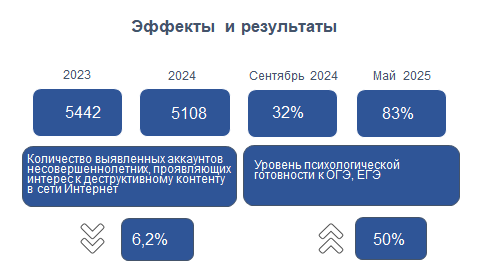 Эффекты и результаты
2023
2024
Сентябрь 2024
Май 2025
5442
5108
32%
83%
Количество выявленных аккаунтов
несовершеннолетних, проявляющих
интерес к деструктивному контенту
в сети Интернет
Уровень психологической
готовности к ОГЭ, ЕГЭ
6,2%
50%